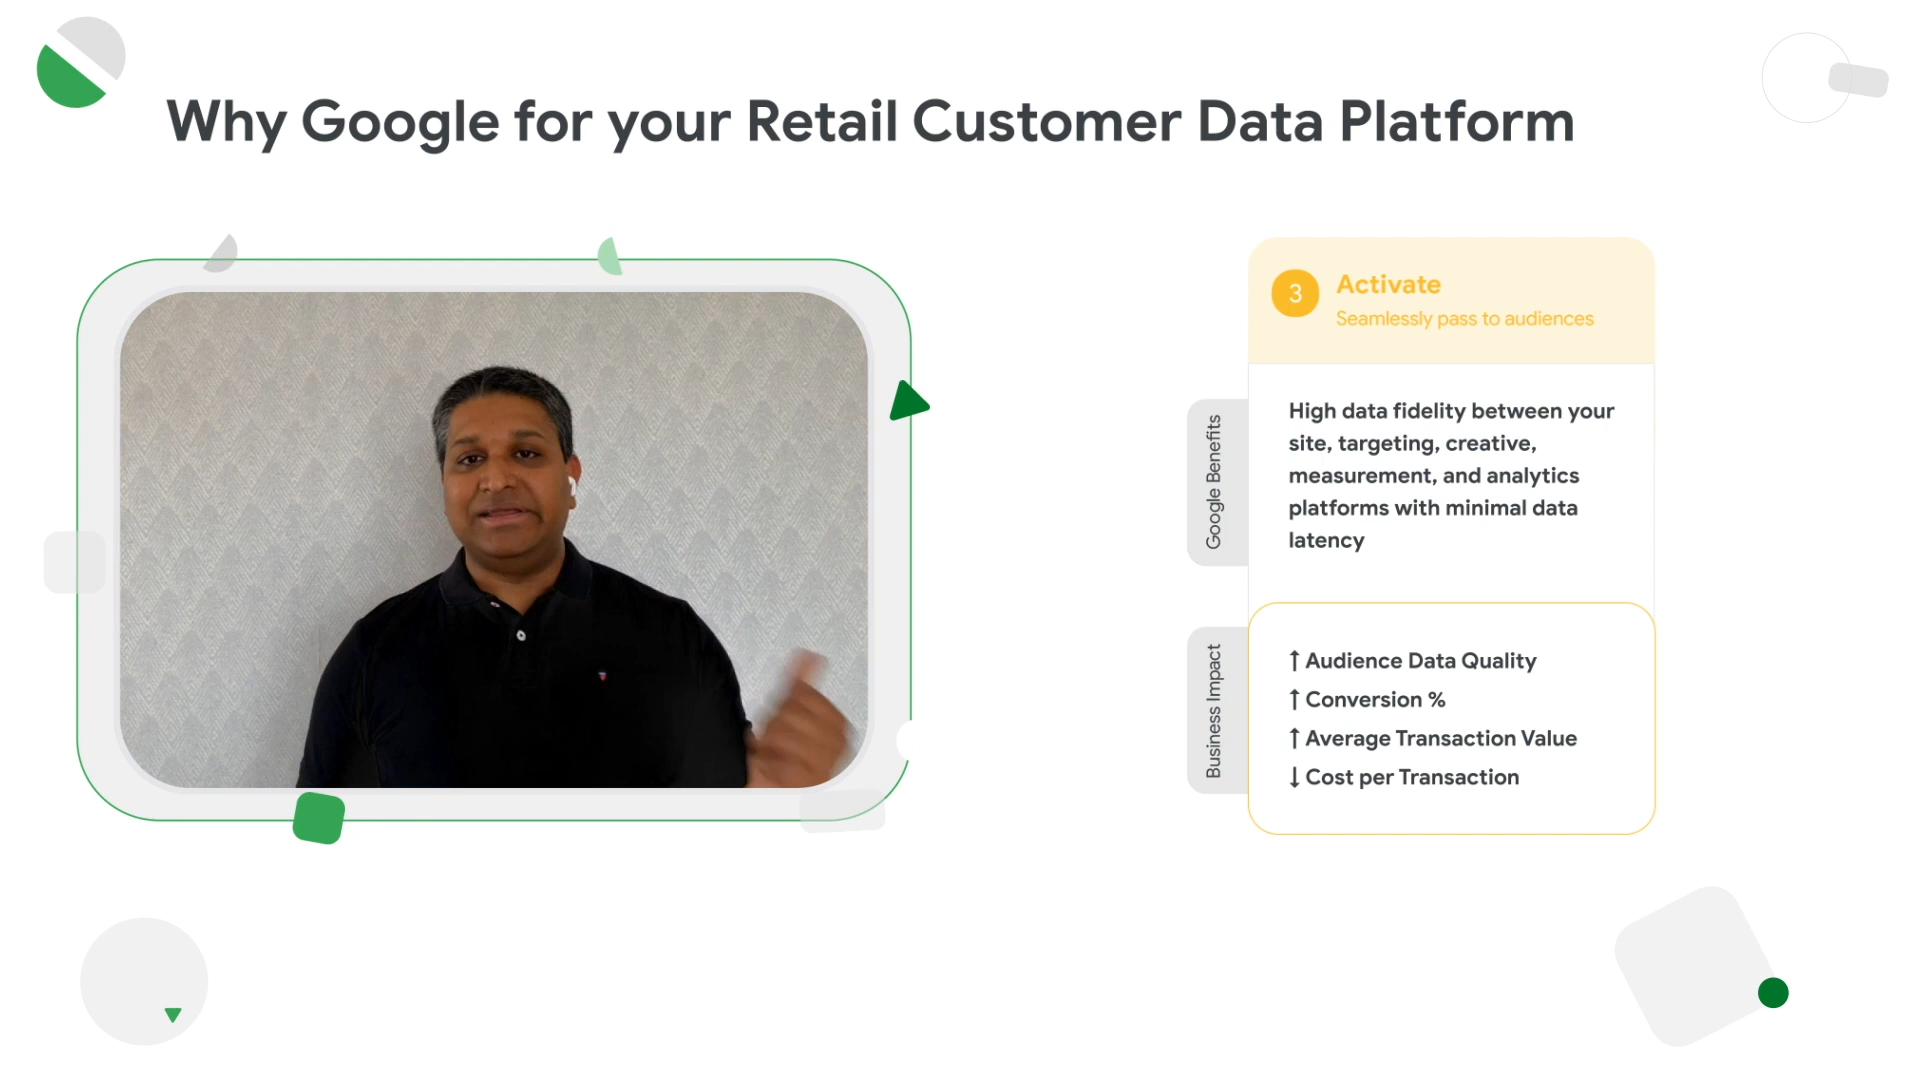 Why Google for your Retail Customer Data Platform
3
Activate
Seamlessly pass to audiences
Google Benefits
High data fidelity between your
site, targeting, creative,
measurement, and analytics
platforms with minimal data
latency
Business Impact
↑ Audience Data Quality
↑ Conversion %
↑ Average Transaction Value
↓ Cost per Transaction